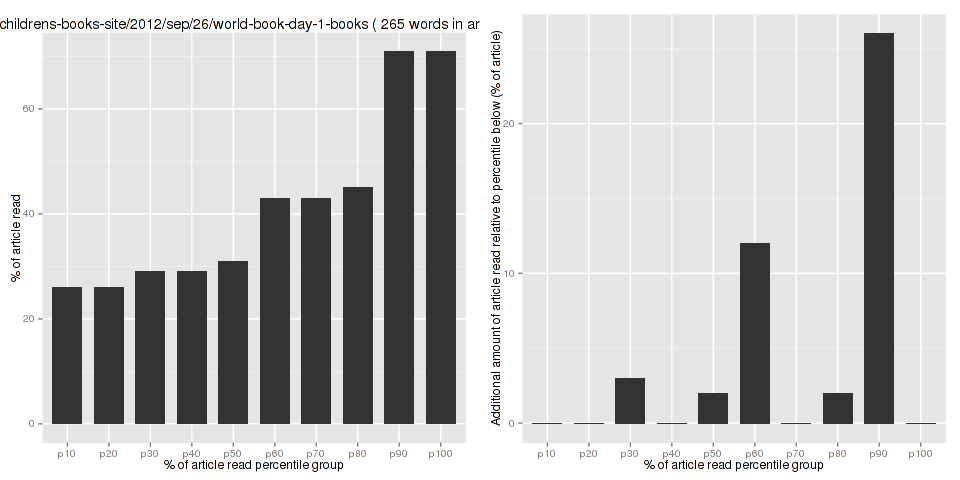 childrens-books-site/2012/sep/26/world-book-day-1-books ( 265 words in ar
% of article read
60
40
20
0
p10 p20 p30 p40 p50 p60 p70 p80 p90 p100
% of article read percentile group
Additional amount of article read relative to percentile below (% of article)
20
10
0
p10 p20 p30 p40 p50 p60 p70 p80 p90 p100
% of article read percentile group